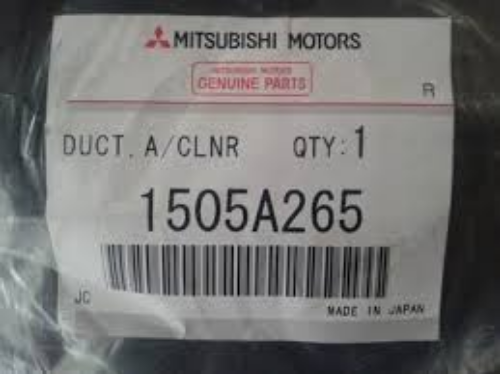 MITSUBISHI MOTORS
MITSUBISHI MOTORS
GENUINE PARTS
R
DUCT, A/CLNR QTY:1
1505A265
JC
MADE IN JAPAN